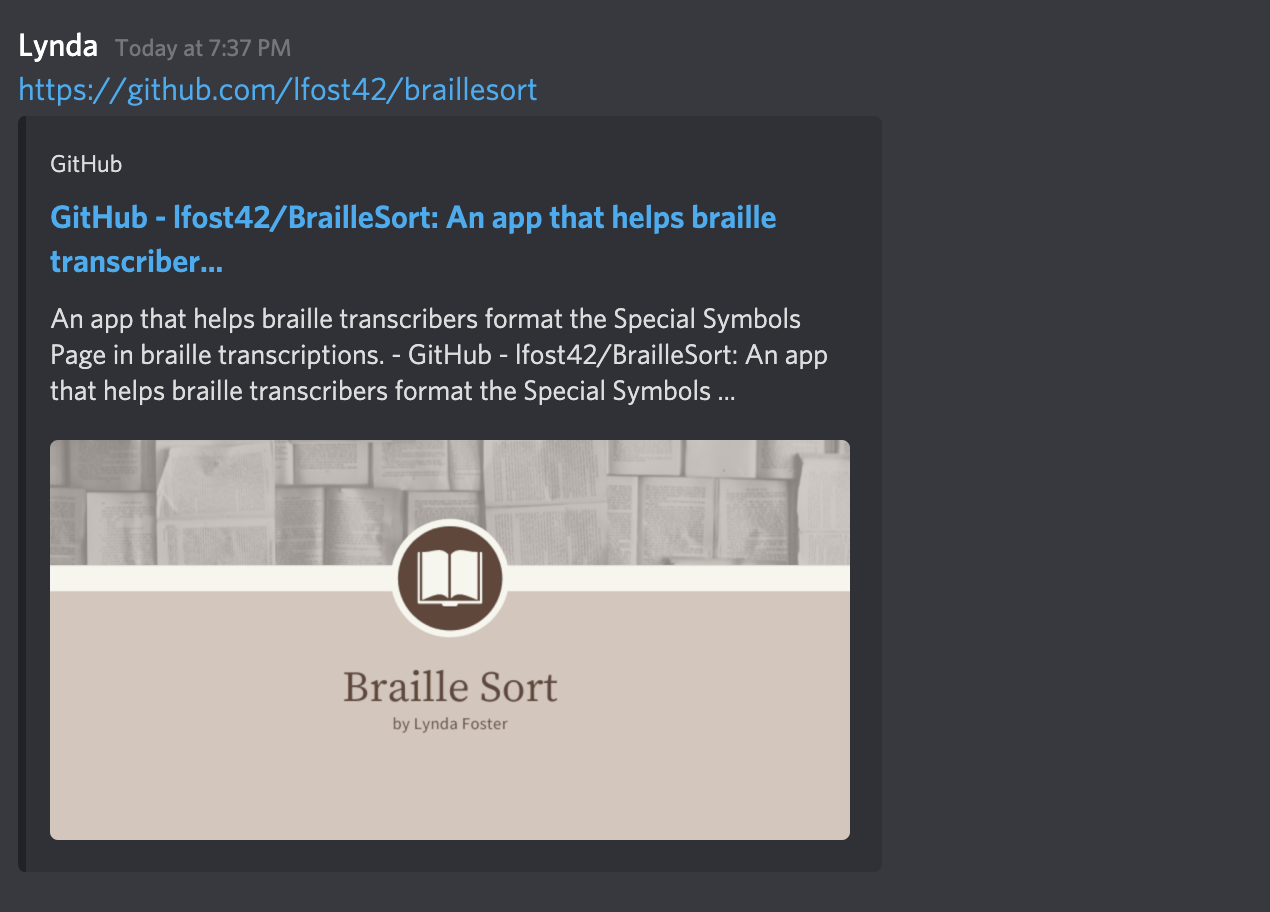 Lynda Today at 7:37 PM
https://github.com/lfost42/braillesort
GitHub
GitHub - lfost42/BrailleSort: An app that helps braille
transcriber...
An app that helps braille transcribers format the Special Symbols
Page in braille transcriptions. - GitHub - lfost42/BrailleSort: An app
that helps braille transcribers format the Special Symbols ...
Braille Sort
by Lynda Foster